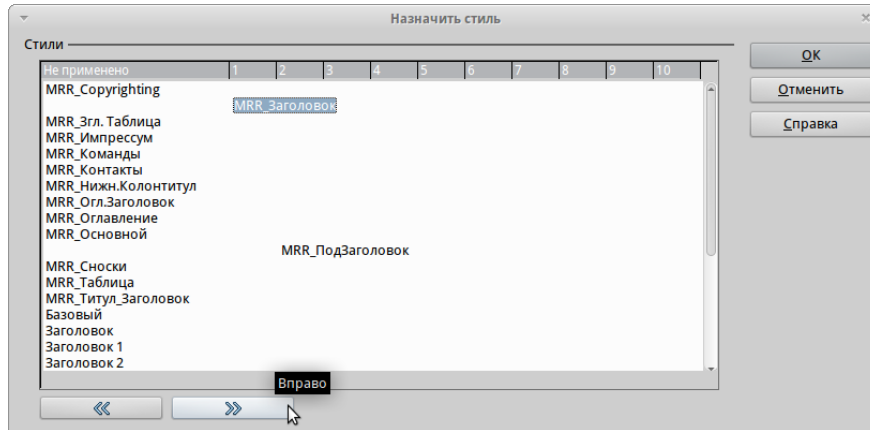 Назначить стиль
Стили
Не применено 1 2 3 4 5 6 7 8 9 10
MRR_Copyrighting
MRR_Заголовок
MRR_Згл. Таблица
MRR_Импрессум
MRR_Команды
MRR_Контакты
MRR_Нижн.Колонтитул
MRR_Огл.Заголовок
MRR_Оглавление
MRR_Основной
MRR_ПодЗаголовок
MRR_Сноски
MRR_Таблица
MRR_Титул_Заголовок
Базовый
Заголовок
Заголовок 1
Заголовок 2
Вправо
OK
Отменить
Справка